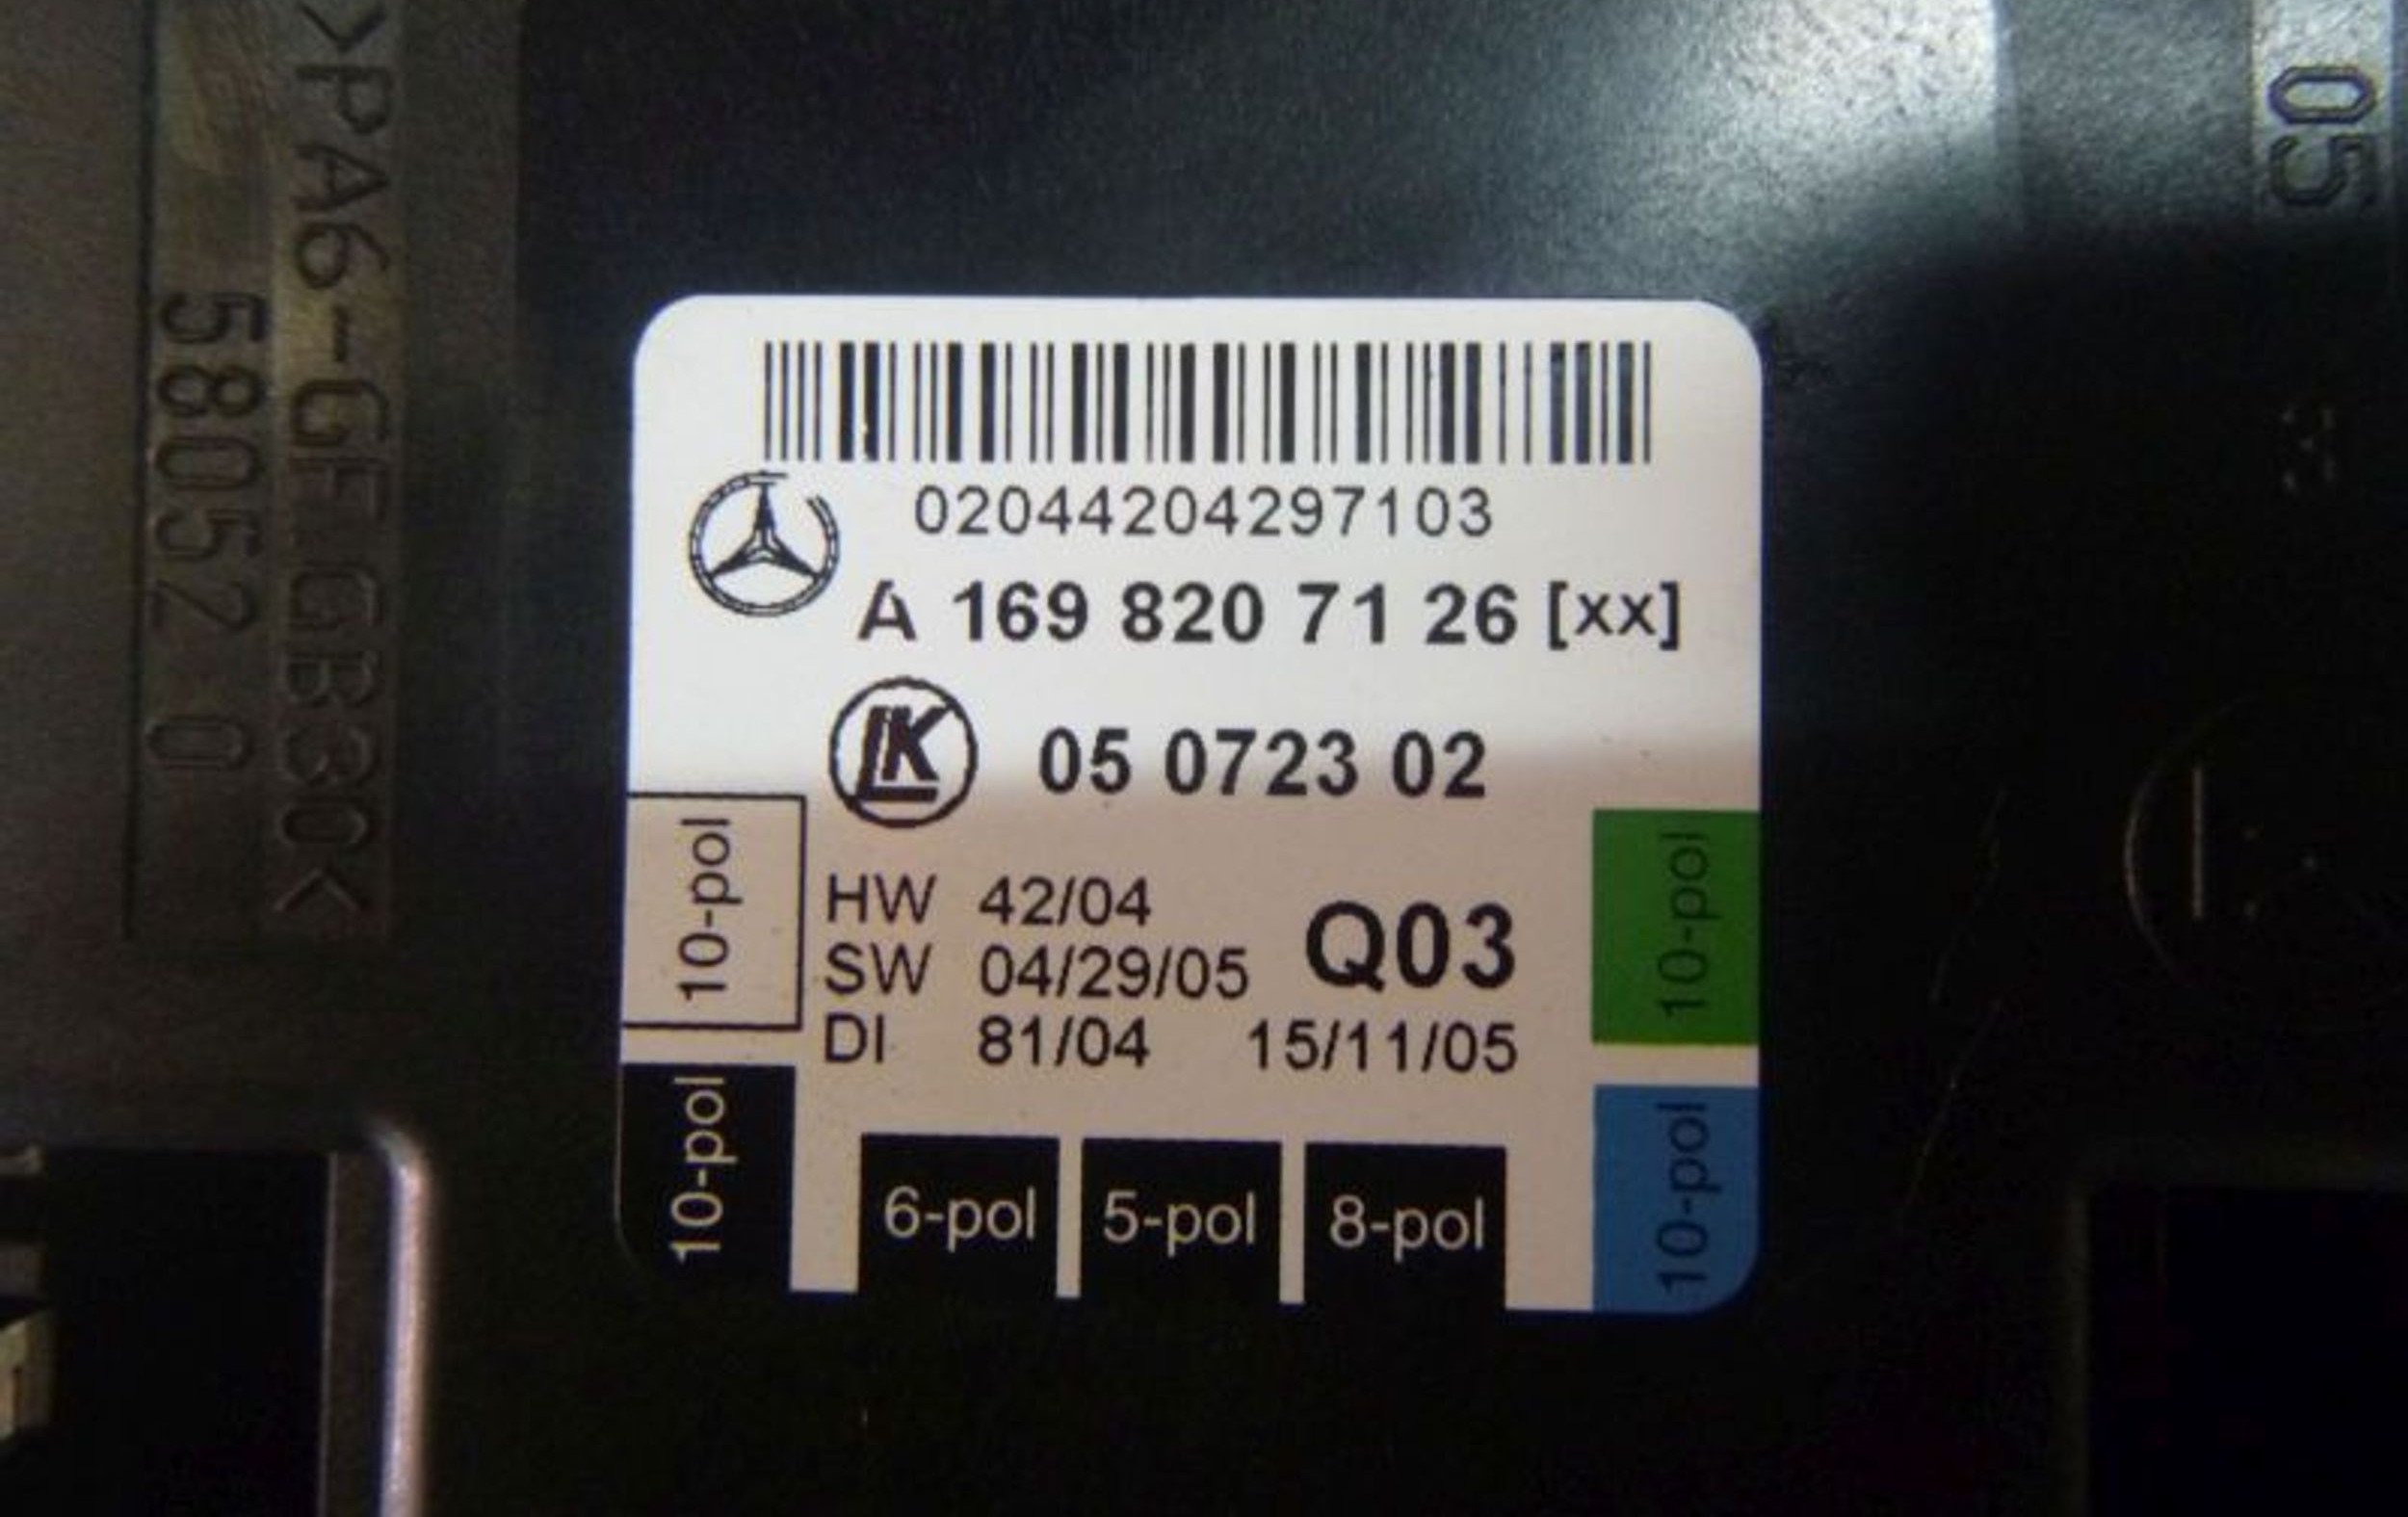 >PA6-GF GB30<
58052 0
05
02044204297103
A 169 820 71 26 [xx]
LK 05 0723 02
10-pol
HW 42/04
SW 04/29/05 Q03
DI 81/04 15/11/05
10-pol
10-pol
6-pol 5-pol 8-pol
10-pol